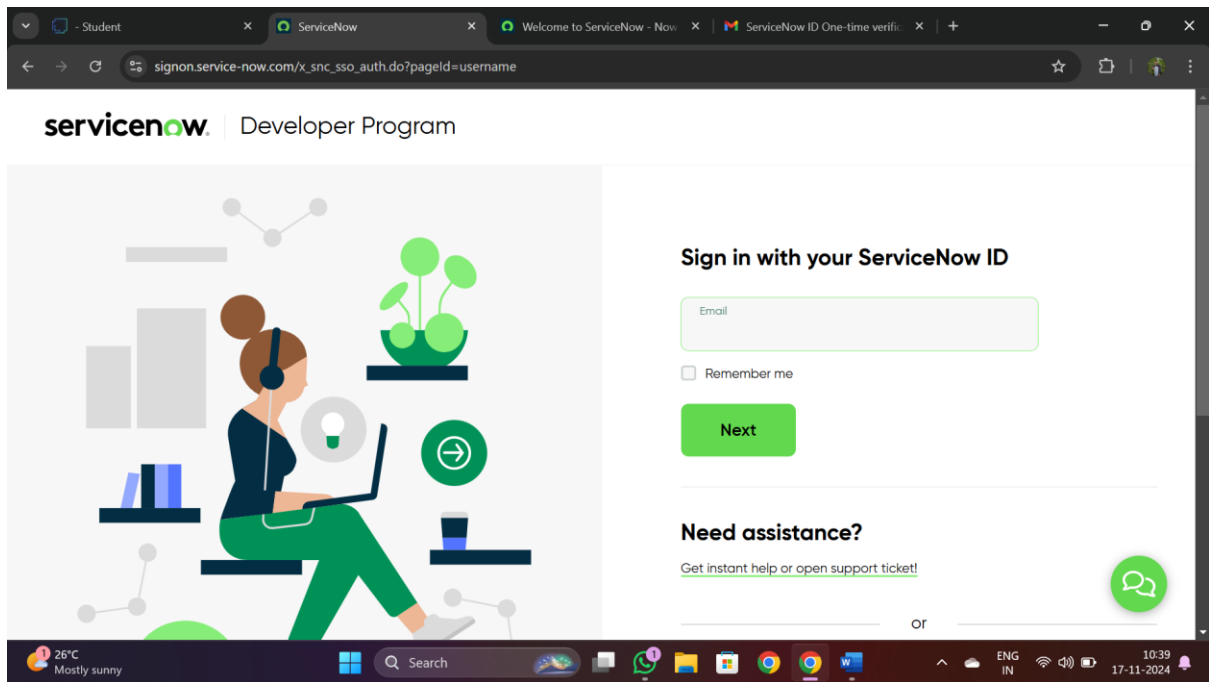 - Student
ServiceNow
Welcome to ServiceNow - Now
ServiceNow ID One-time verific
signon.service-now.com/x_snc_sso_auth.do?pageId=username
servicenow. Developer Program
Sign in with your ServiceNow ID
Email
Remember me
Next
Need assistance?
Get instant help or open support ticket!
or
1
26°C
Mostly sunny
Search
1
ENG
IN
10:39
17-11-2024